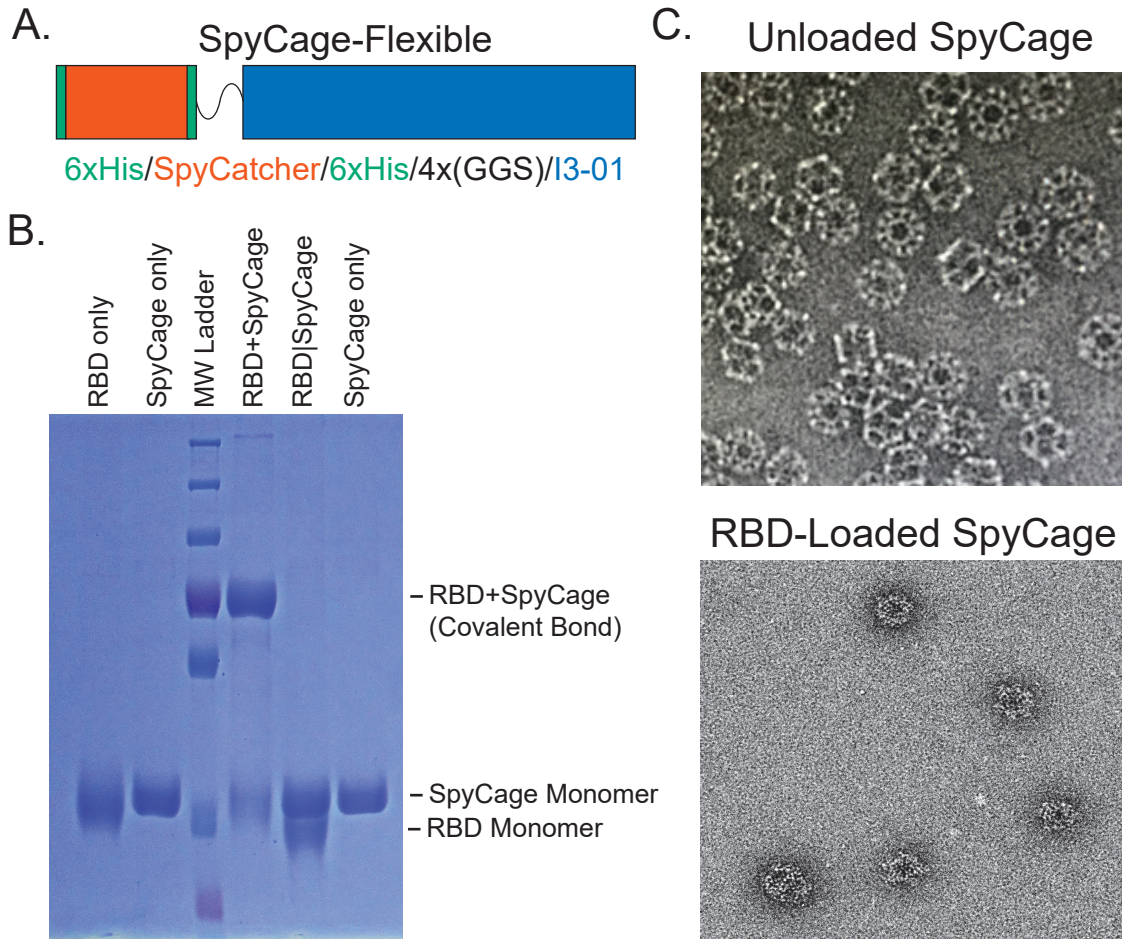 A.
SpyCage-Flexible
6xHis/SpyCatcher/6xHis/4x(GGS)/I3-01
B.
RBD only
SpyCage only
MW Ladder
RBD+SpyCage
RBD|SpyCage
SpyCage only
RBD+SpyCage
(Covalent Bond)
SpyCage Monomer
RBD Monomer
C.
Unloaded SpyCage
RBD-Loaded SpyCage